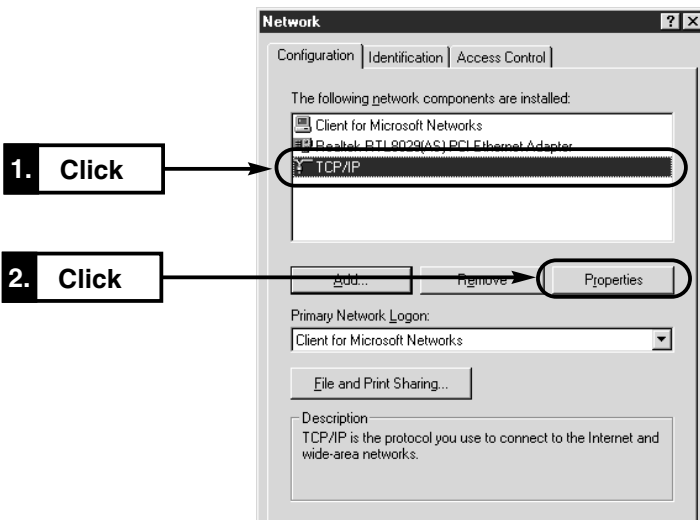 Network
Configuration Identification Access Control
The following network components are installed:
Client for Microsoft Networks
Realtek RTL8029(AS) PCI Ethernet Adapter
1. Click
TCP/IP
2. Click
Add... Remove Properties
Primary Network Logon:
Client for Microsoft Networks
File and Print Sharing...
Description
TCP/IP is the protocol you use to connect to the Internet and
wide-area networks.